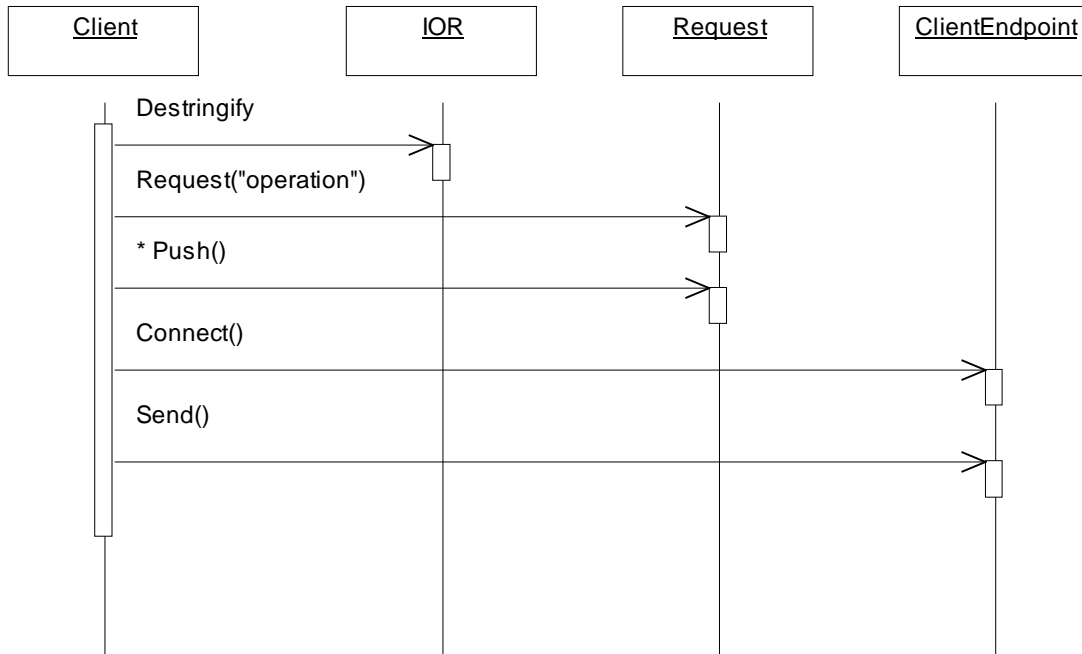 Client
IOR
Request
ClientEndpoint
Destringify
Request("operation")
* Push()
Connect()
Send()